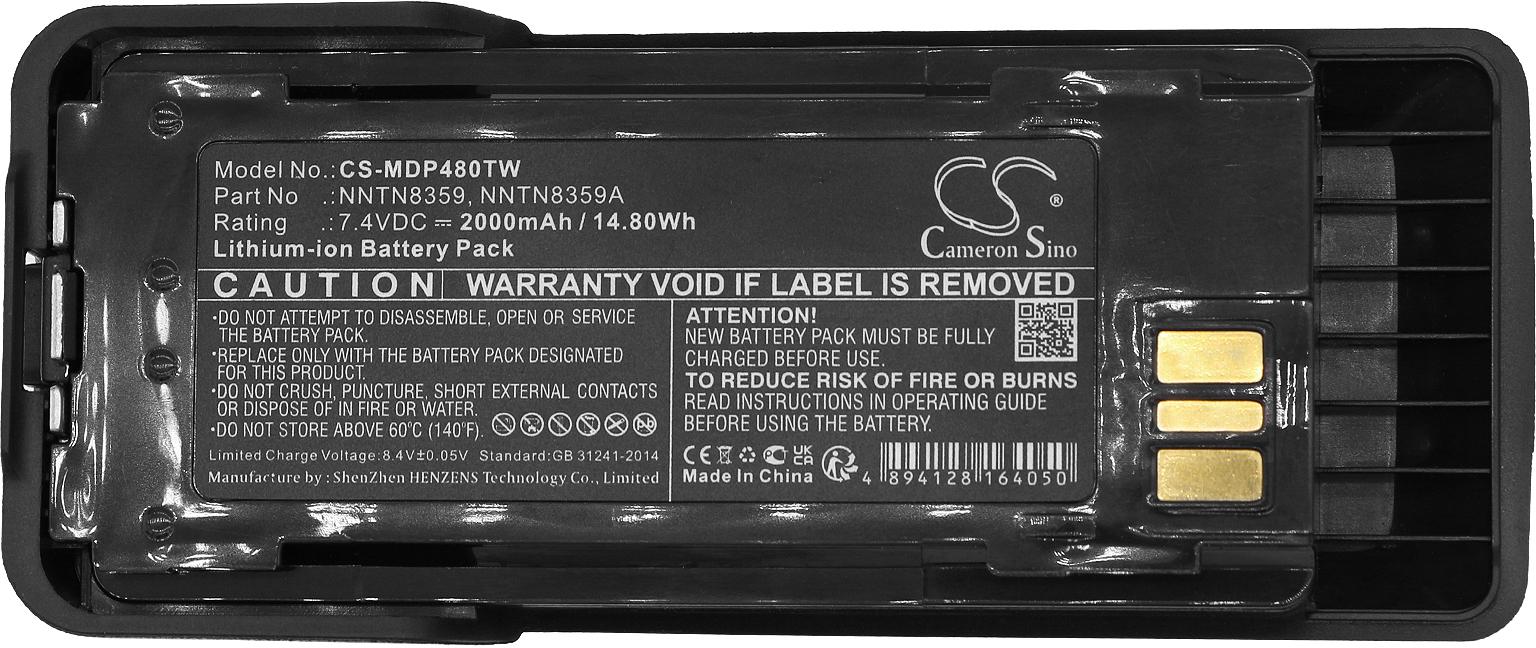 Model No.: CS-MDP480TW
Part No .: NNTN8359, NNTN8359A
Rating .: 7.4VDC ⎓ 2000mAh / 14.80Wh
Lithium-ion Battery Pack
CS®
Cameron Sino
CAUTION WARRANTY VOID IF LABEL IS REMOVED
•DO NOT ATTEMPT TO DISASSEMBLE, OPEN OR SERVICE
THE BATTERY PACK.
•REPLACE ONLY WITH THE BATTERY PACK DESIGNATED
FOR THIS PRODUCT.
•DO NOT CRUSH, PUNCTURE, SHORT EXTERNAL CONTACTS
OR DISPOSE OF IN FIRE OR WATER.
•DO NOT STORE ABOVE 60°C (140°F).
Pb
Limited Charge Voltage: 8.4V±0.05V Standard: GB 31241-2014
Manufacture by : ShenZhen HENZENS Technology Co., Limited
ATTENTION!
NEW BATTERY PACK MUST BE FULLY
CHARGED BEFORE USE.
TO REDUCE RISK OF FIRE OR BURNS
READ INSTRUCTIONS IN OPERATING GUIDE
BEFORE USING THE BATTERY.
CE UKCA
Made In China
4 894128 164050